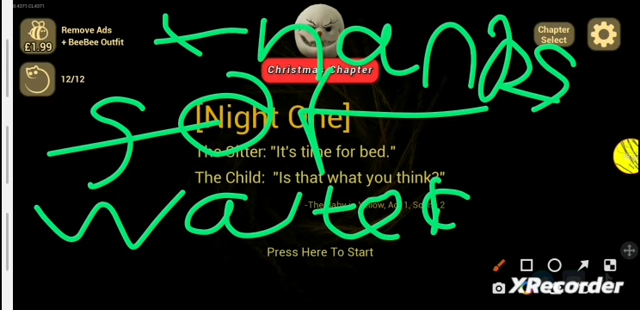 Remove Ads
+ BeeBee Outfit
£1.99
Chapter
Select
Christmas Chapter
12/12
thanks
for
watct
[Night One]
The Sitter: "It's time for bed."
The Child: "Is that what you think?"
-The Baby in Yellow, Act 1, Scene 2
Press Here To Start
XRecorder